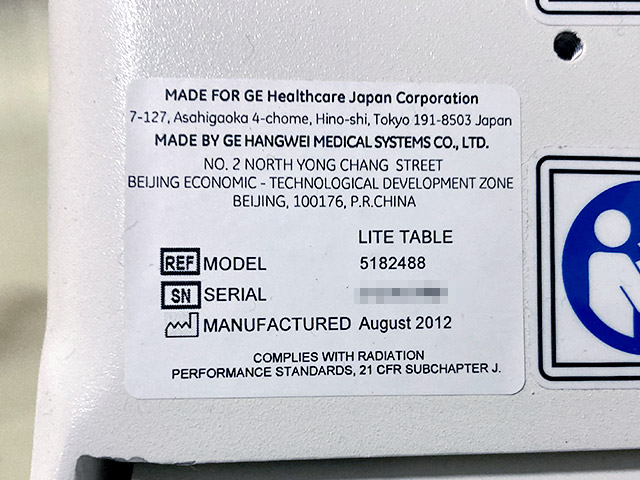 MADE FOR GE Healthcare Japan Corporation
7-127, Asahigaoka 4-chome, Hino-shi, Tokyo 191-8503 Japan
MADE BY GE HANGWEI MEDICAL SYSTEMS CO., LTD.
NO. 2 NORTH YONG CHANG STREET
BEIJING ECONOMIC - TECHNOLOGICAL DEVELOPMENT ZONE
BEIJING, 100176, P.R.CHINA
LITE TABLE
REF MODEL 5182488
SN SERIAL
MANUFACTURED August 2012
COMPLIES WITH RADIATION
PERFORMANCE STANDARDS, 21 CFR SUBCHAPTER J.